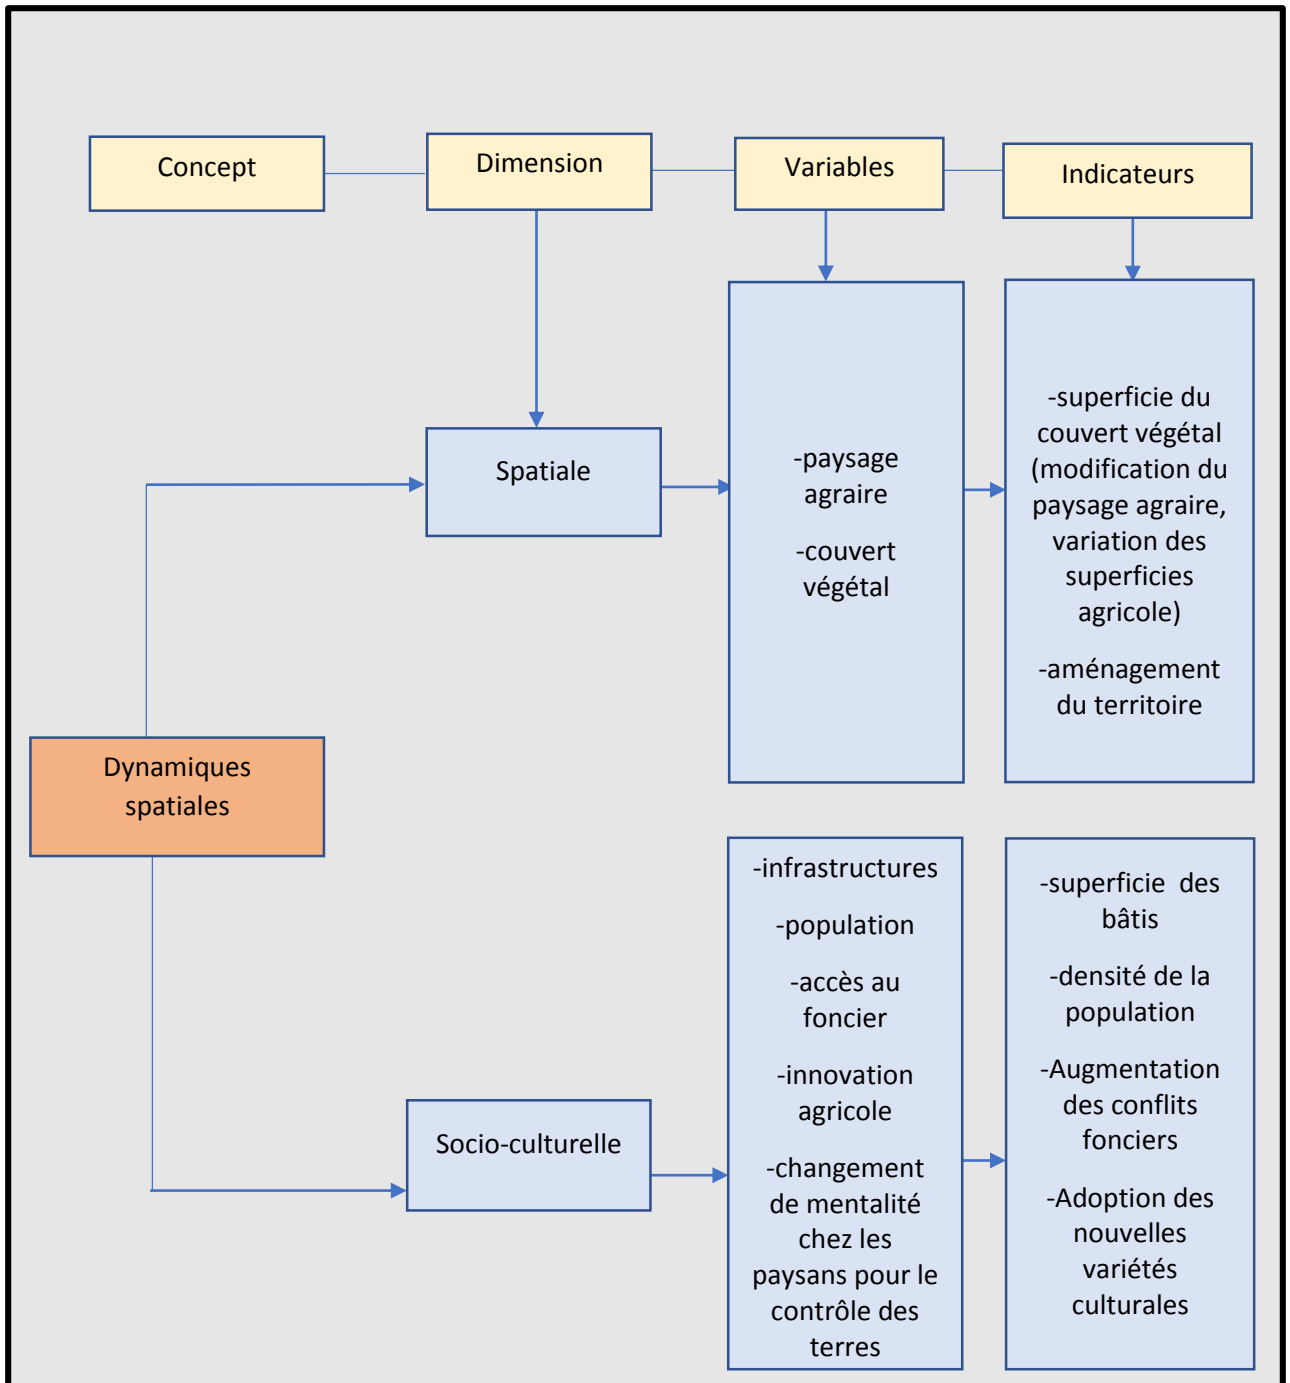 Concept
Dimension
Variables
Indicateurs
Spatiale
-paysage
agraire
-couvert
végétal
-superficie du
couvert végétal
(modification du
paysage agraire,
variation des
superficies
agricole)
-aménagement
du territoire
Dynamiques
spatiales
Socio-culturelle
-infrastructures
-population
-accès au
foncier
-innovation
agricole
-changement
de mentalité
chez les
paysans pour le
contrôle des
terres
-superficie  des
bâtis
-densité de la
population
-Augmentation
des conflits
fonciers
-Adoption des
nouvelles
variétés
culturales